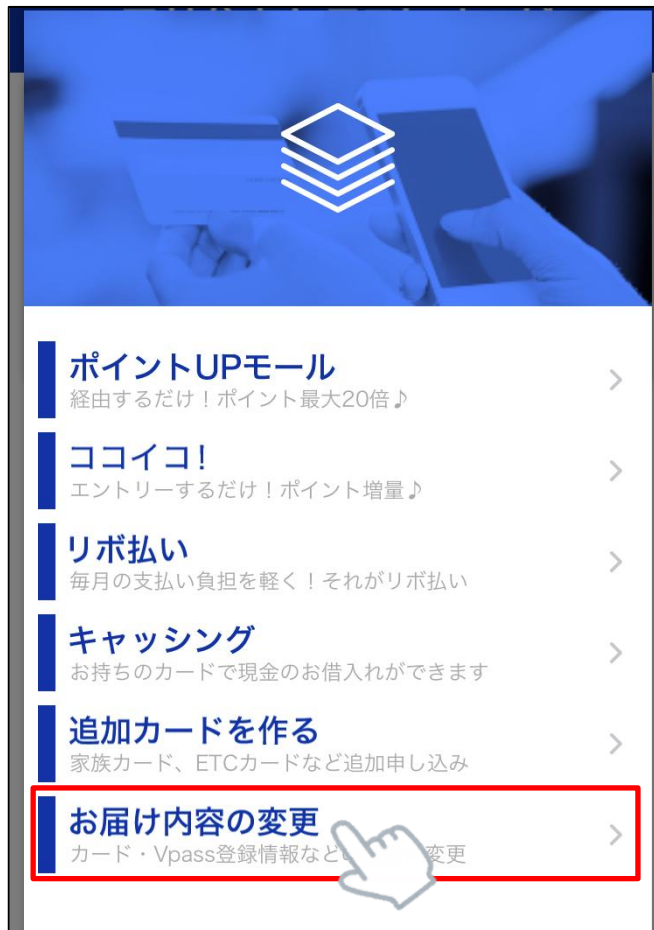 ポイントUPモール
経由するだけ！ポイント最大20倍♪
ココイコ！
エントリーするだけ！ポイント増量♪
リボ払い
毎月の支払い負担を軽く！それがリボ払い
キャッシング
お持ちのカードで現金のお借入れができます
追加カードを作る
家族カード、ETCカードなど追加申し込み
お届け内容の変更
カード・Vpass登録情報など 変更